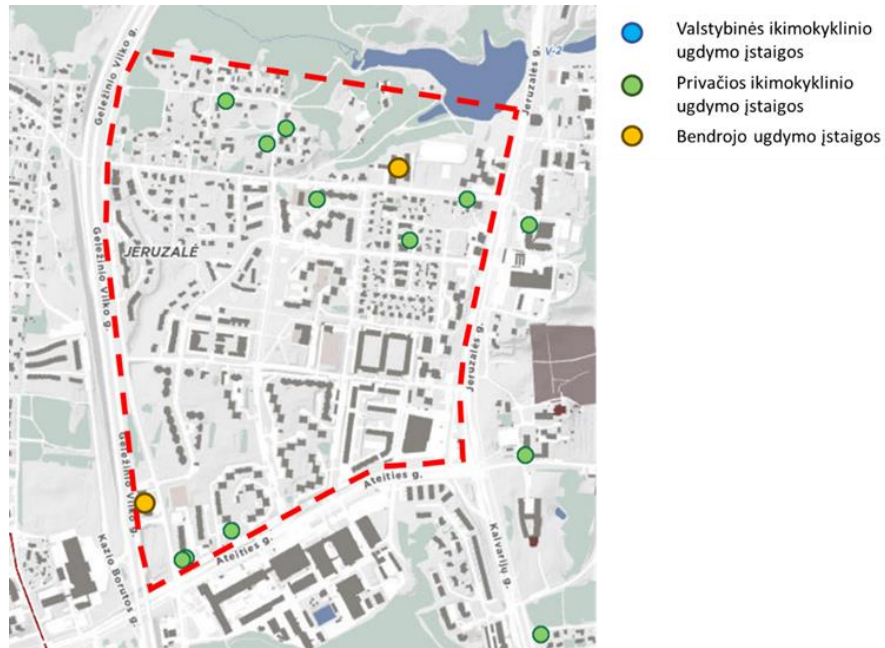 Geležinio Vilko g.
V-2
Jeruzalės g.
JERUZALĖ
Geležinio Vilko g.
Jeruzalės g.
Geležinio Vilko g.
Ateities g.
Ateities g.
Kazio Borutos g.
Kalvarijų g.
Valstybinės ikimokyklinio
ugdymo įstaigos
Privačios ikimokyklinio
ugdymo įstaigos
Bendrojo ugdymo įstaigos